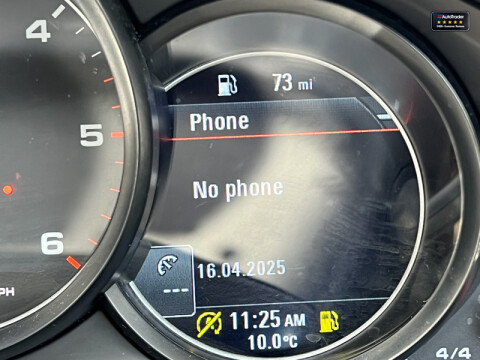 AutoTrader
4
73 mi
Phone
5
No phone
6
16.04.2025
---
PH
11:25 AM
10.0°C
4/4